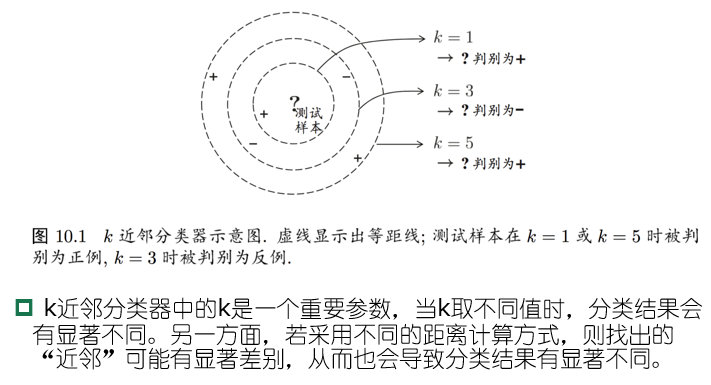 k = 1
→ ?判别为+
k = 3
→ ?判别为−
k = 5
→ ?判别为+
+
−
?
+
测试
样本
−
+
图 10.1 k 近邻分类器示意图. 虚线显示出等距线; 测试样本在 k = 1 或 k = 5 时被判
别为正例, k = 3 时被判别为反例.
k近邻分类器中的k是一个重要参数，当k取不同值时，分类结果会
有显著不同。另一方面，若采用不同的距离计算方式，则找出的
“近邻”可能有显著差别，从而也会导致分类结果有显著不同。